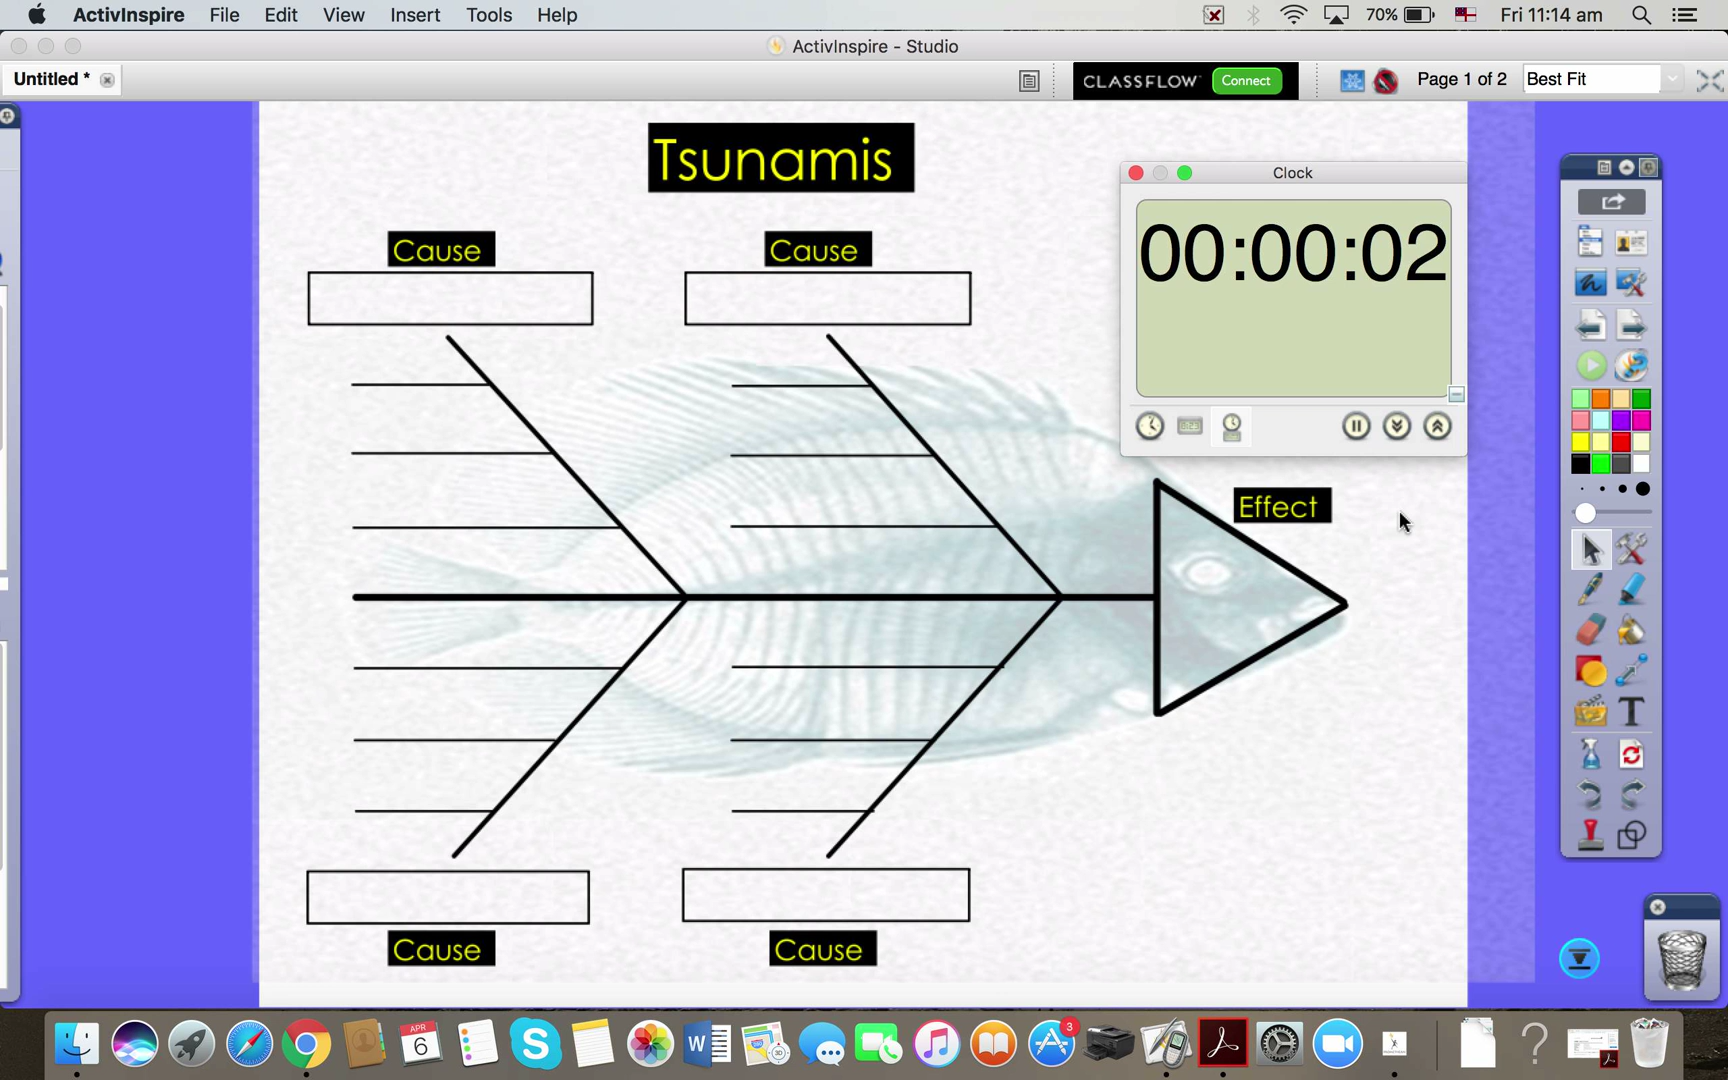 ActivInspire File Edit View Insert Tools Help 70% Fri 11:14 am
ActivInspire - Studio
Untitled * CLASSFLOW Connect Page 1 of 2 Best Fit
Tsunamis
Clock
00:00:02
Cause Cause
Effect
Cause Cause
APR
6
3